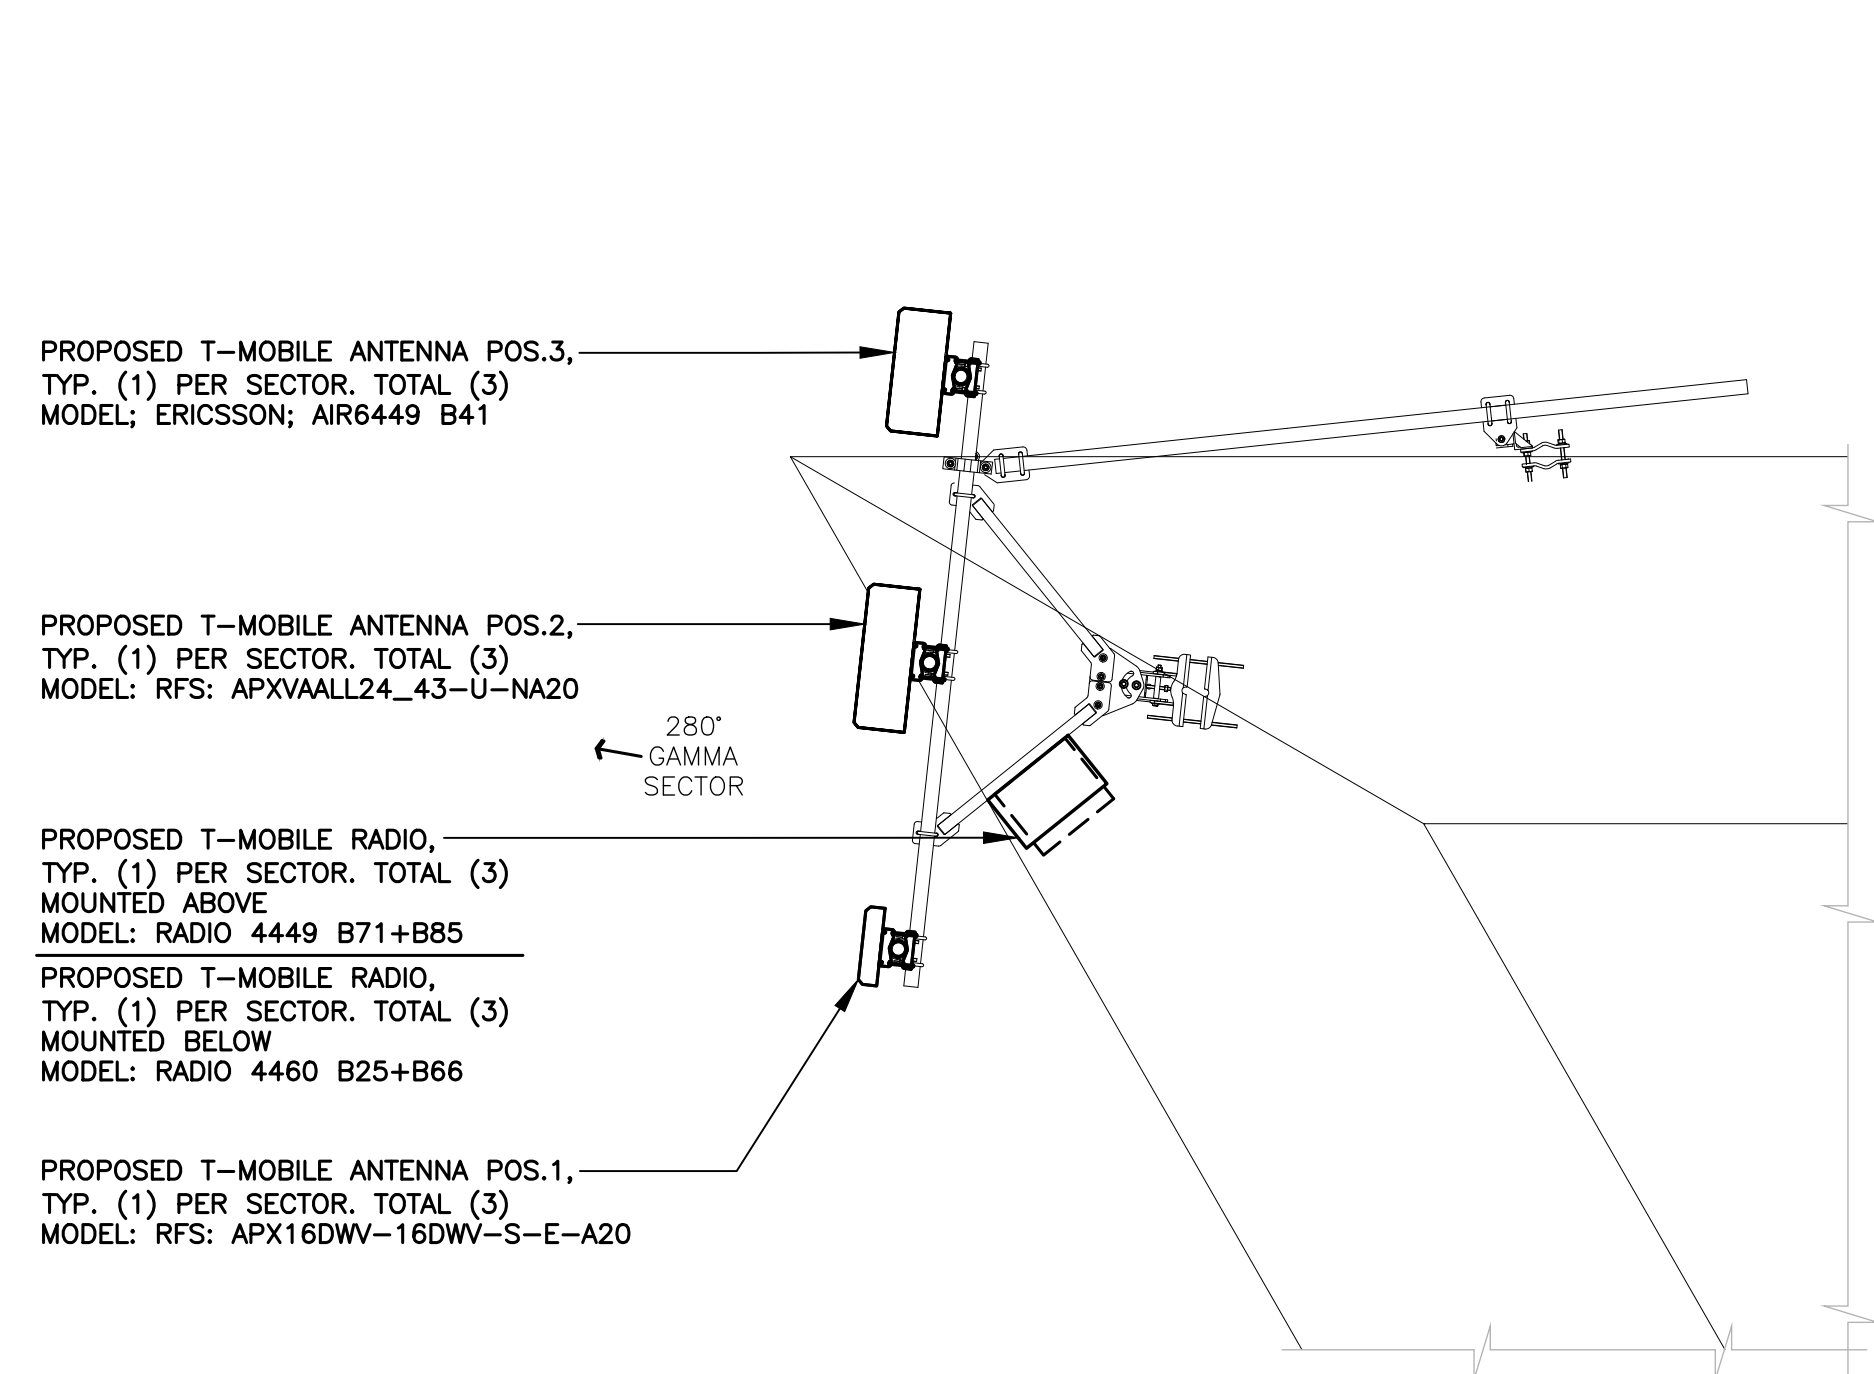 PROPOSED T-MOBILE ANTENNA POS.3,
TYP. (1) PER SECTOR. TOTAL (3)
MODEL; ERICSSON; AIR6449 B41
PROPOSED T-MOBILE ANTENNA POS.2,
TYP. (1) PER SECTOR. TOTAL (3)
MODEL: RFS: APXVAALL24_43-U-NA20
280°
GAMMA
SECTOR
PROPOSED T-MOBILE RADIO,
TYP. (1) PER SECTOR. TOTAL (3)
MOUNTED ABOVE
MODEL: RADIO 4449 B71+B85
PROPOSED T-MOBILE RADIO,
TYP. (1) PER SECTOR. TOTAL (3)
MOUNTED BELOW
MODEL: RADIO 4460 B25+B66
PROPOSED T-MOBILE ANTENNA POS.1,
TYP. (1) PER SECTOR. TOTAL (3)
MODEL: RFS: APX16DWV-16DWV-S-E-A20